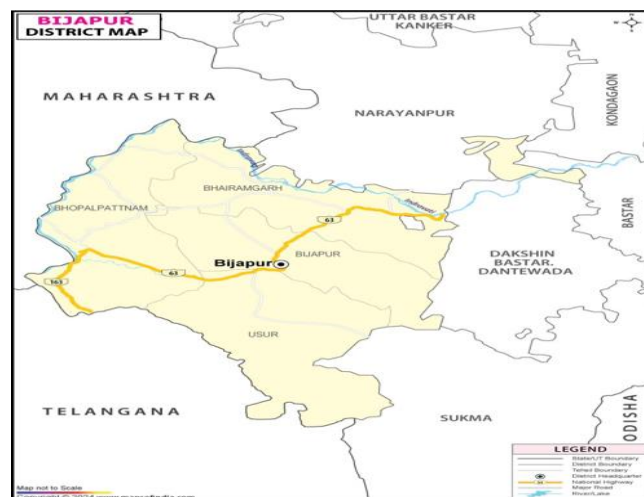 BIJAPUR
DISTRICT MAP
UTTAR BASTAR
KANKER
N
MAHARASHTRA
NARAYANPUR
KONDAGAON
Indravati
BHAIRAMGARH
BHOPALPATTNAM
Indravati
BASTAR
63
Bijapur
BIJAPUR
DAKSHIN
BASTAR,
DANTEWADA
163
63
USUR
TELANGANA
SUKMA
ODISHA
LEGEND
State/UT Boundary
District Boundary
Tehsil Boundary
District Headquarter
National Highway
Major Road
River/Lake
Map not to Scale